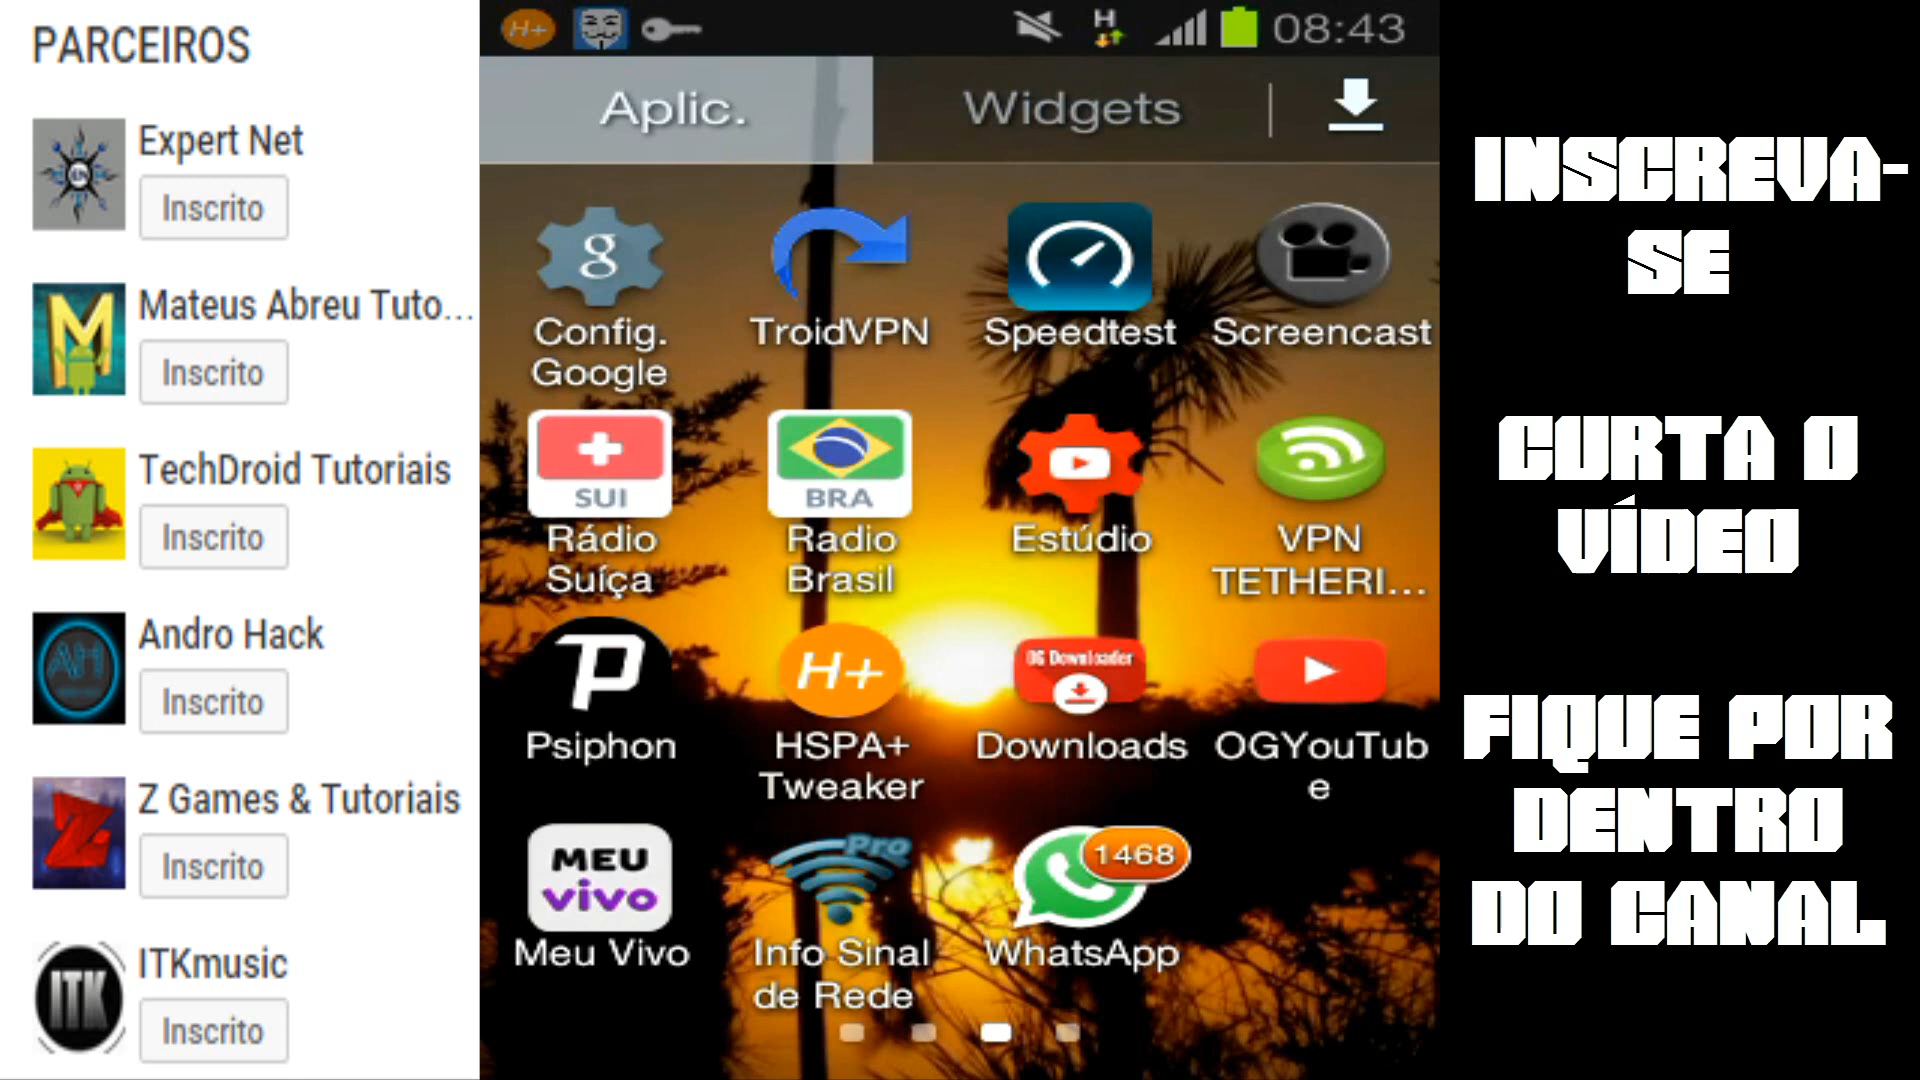 PARCEIROS
Expert Net
Inscrito
Mateus Abreu Tuto...
Inscrito
TechDroid Tutoriais
Inscrito
Andro Hack
Inscrito
Z Games & Tutoriais
Inscrito
ITKmusic
Inscrito
ITK
H+
H
08:43
Aplic.
Widgets
g
Config.
Google
TroidVPN
Speedtest
Screencast
SUI
Rádio
Suíça
BRA
Radio
Brasil
Estúdio
VPN
TETHERI...
P
Psiphon
H+
HSPA+
Tweaker
OG Downloader
Downloads
OGYouTub
e
MEU
vivo
Meu Vivo
Pro
Info Sinal
de Rede
1468
WhatsApp
INSCREVA-
SE
CURTA O
VÍDEO
FIQUE POR
DENTRO
DO CANAL